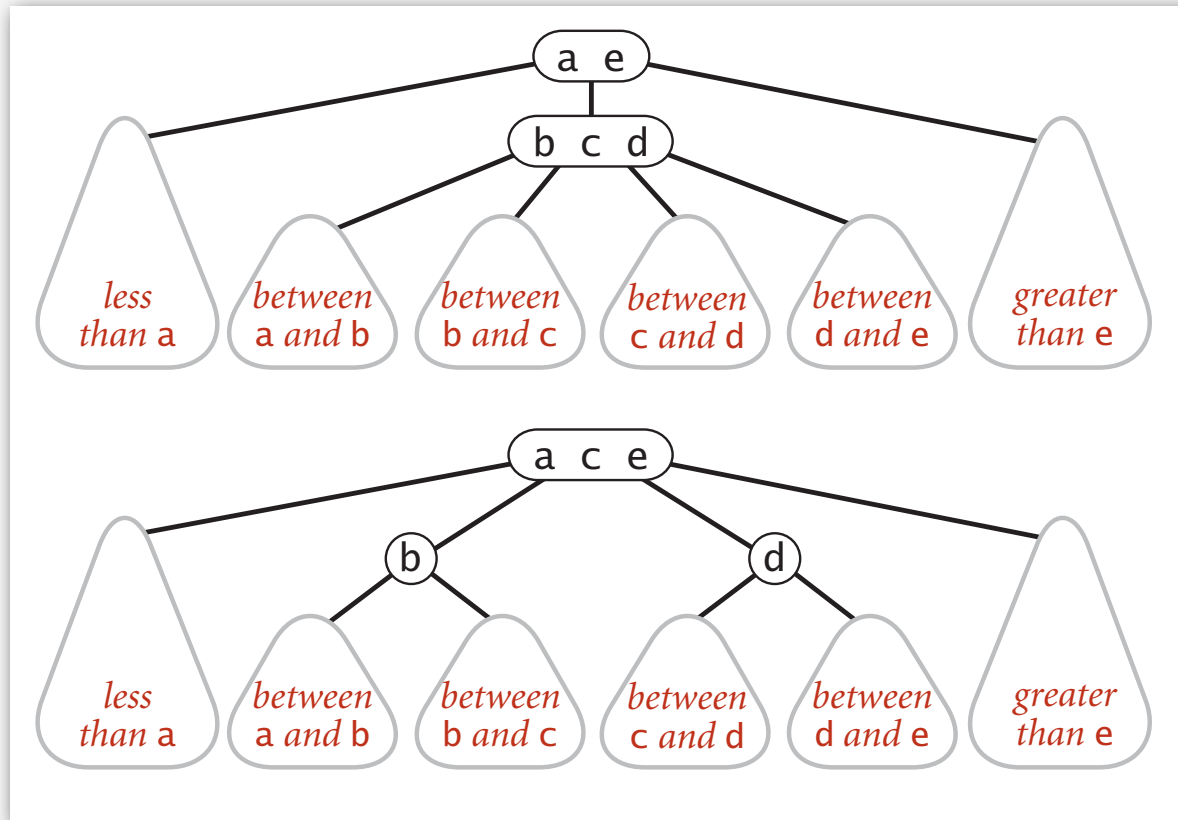 a e
b c d
less
than a
between
a and b
between
b and c
between
c and d
between
d and e
greater
than e
a c e
b
d
less
than a
between
a and b
between
b and c
between
c and d
between
d and e
greater
than e